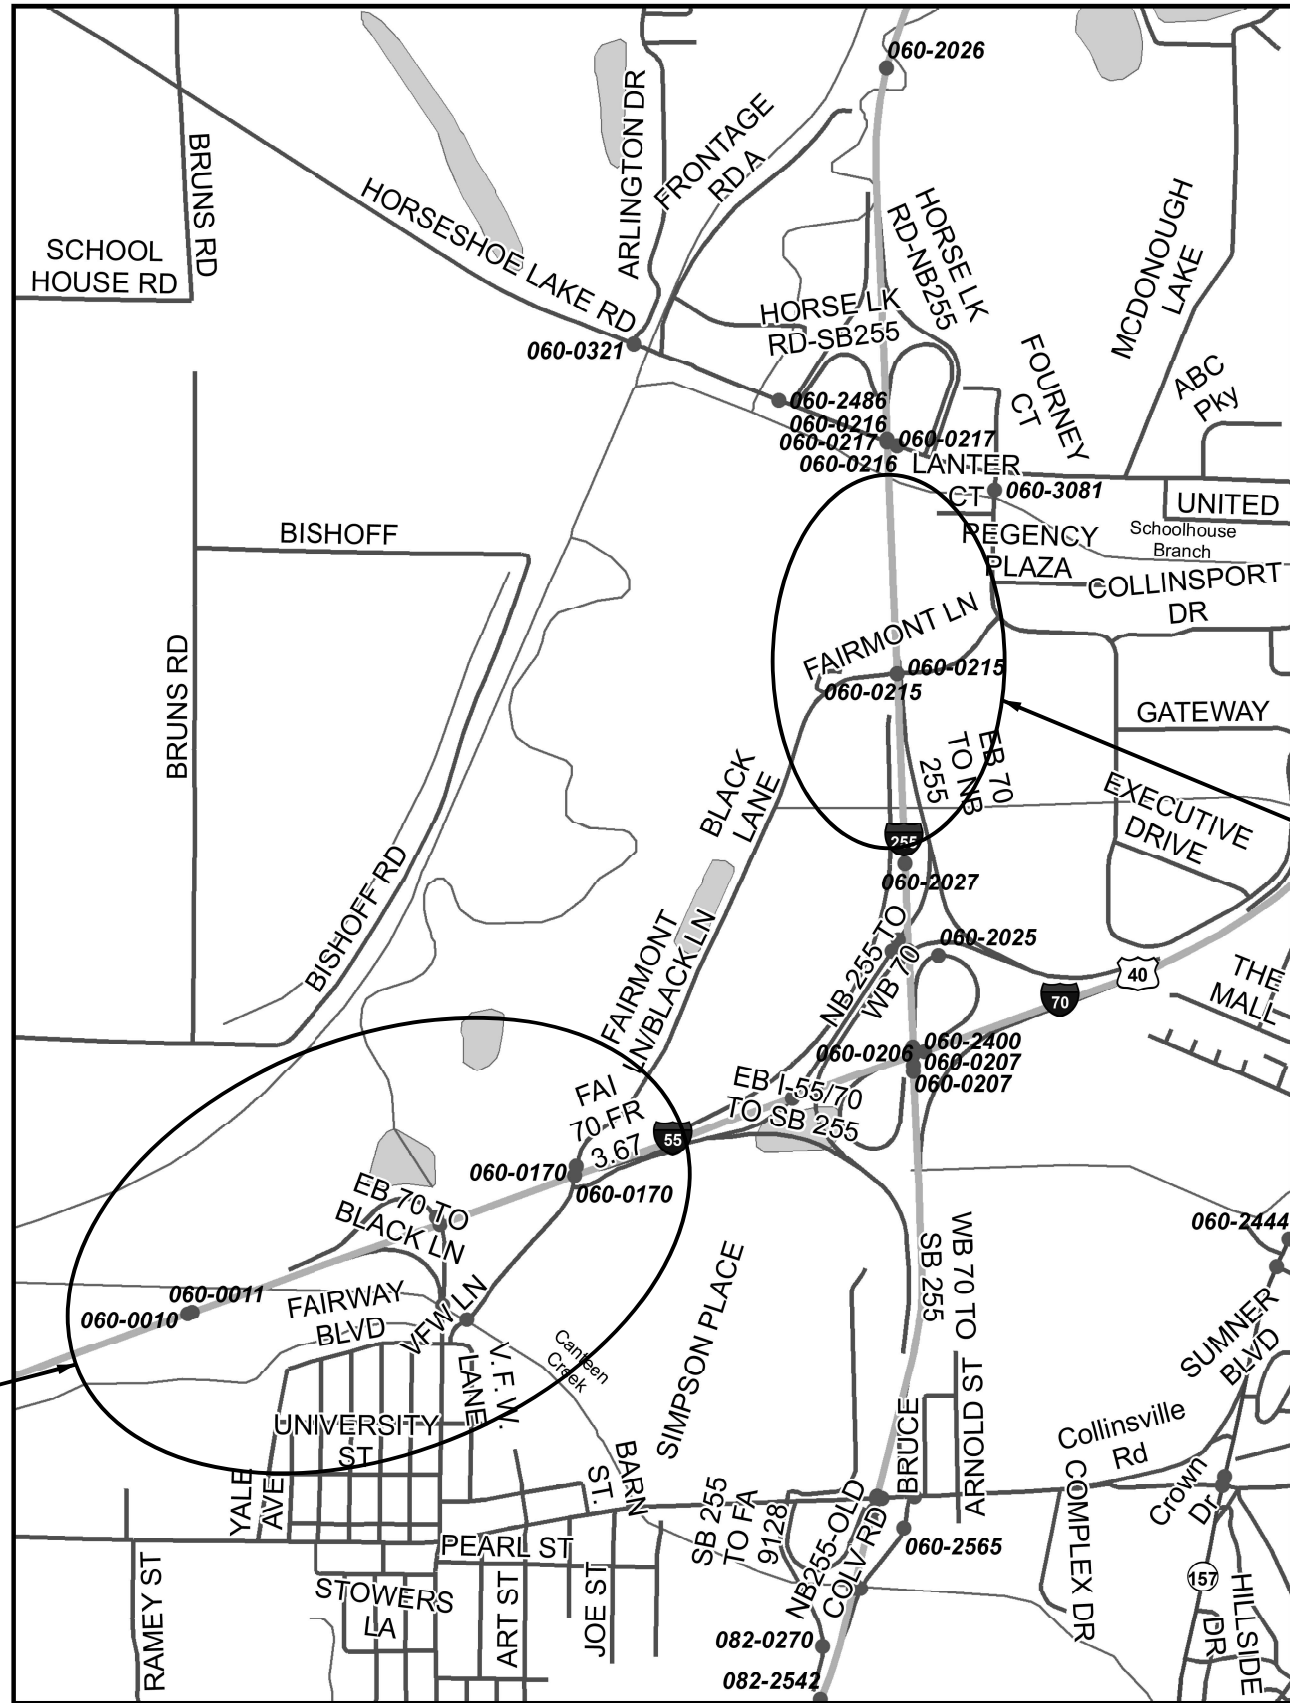 060-2026
BRUNS RD
ARLINGTON DR
FRONTAGE
RD A
HORSESHOE LAKE RD
SCHOOL
HOUSE RD
HORSE LK
RD-NB255
MCDONOUGH
LAKE
HORSE LK
RD-SB255
060-0321
FOURNEY
CT
ABC
Pky
060-2486
060-0216
060-0217
060-0217
060-0216
LANTER
CT
060-3081
UNITED
BISHOFF
REGENCY
PLAZA
Schoolhouse
Branch
COLLINSPORT
DR
FAIRMONT LN
060-0215
060-0215
BRUNS RD
GATEWAY
EB 70
TO NB
255
BLACK
LANE
EXECUTIVE
DRIVE
255
060-2027
BISHOFF RD
FAIRMONT
LN/BLACK LN
NB 255 TO
WB 70
060-2025
40
70
THE
MALL
060-2400
060-0206
060-0207
060-0207
EB I-55/70
TO SB 255
FAI
70 FR
3.67
55
060-0170
060-0170
EB 70 TO
BLACK LN
060-2444
WB 70 TO
SB 255
060-0011
060-0010
FAIRWAY
BLVD
VFW LN
V.F.W.
LANE
Canteen
Creek
SIMPSON PLACE
SUMNER
BLVD
UNIVERSITY
ST
YALE
AVE
BARN
ST.
BRUCE
ARNOLD ST
Collinsville
Rd
Crown
Dr
SB 255
TO FA
9128
NB255-OLD
COLV RD
COMPLEX DR
060-2565
PEARL ST
STOWERS
LA
RAMEY ST
ART ST
JOE ST
157
HILLSIDE
DR
082-0270
082-2542